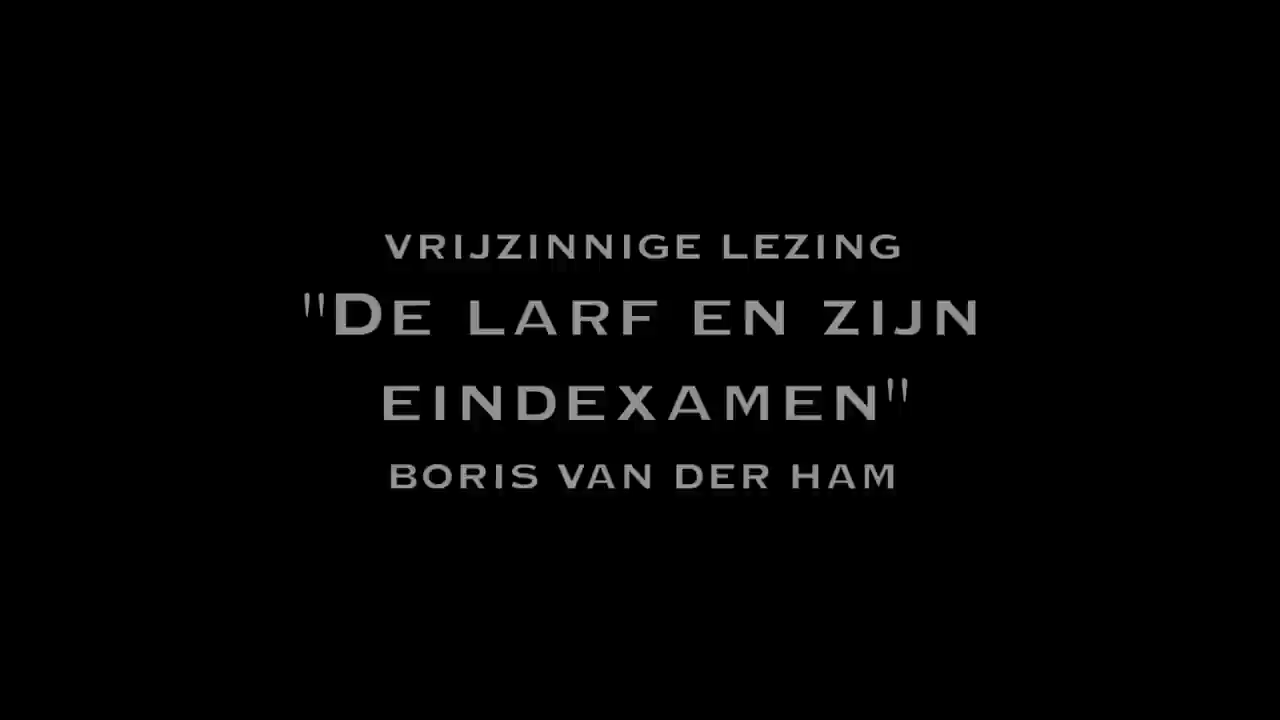 VRIJZINNIGE LEZING
"DE LARF EN ZIJN
EINDEXAMEN"
BORIS VAN DER HAM